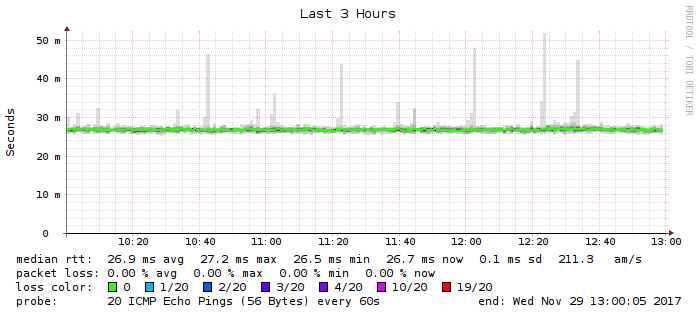 Last 3 Hours
RRDTOOL / TOBI OETIKER
Seconds
50 m
40 m
30 m
20 m
10 m
0
10:20 10:40 11:00 11:20 11:40 12:00 12:20 12:40 13:00
median rtt: 26.9 ms avg 27.2 ms max 26.5 ms min 26.7 ms now 0.1 ms sd 211.3 am/s
packet loss: 0.00 % avg 0.00 % max 0.00 % min 0.00 % now
loss color: 0 1/20 2/20 3/20 4/20 10/20 19/20
probe: 20 ICMP Echo Pings (56 Bytes) every 60s end: Wed Nov 29 13:00:05 2017